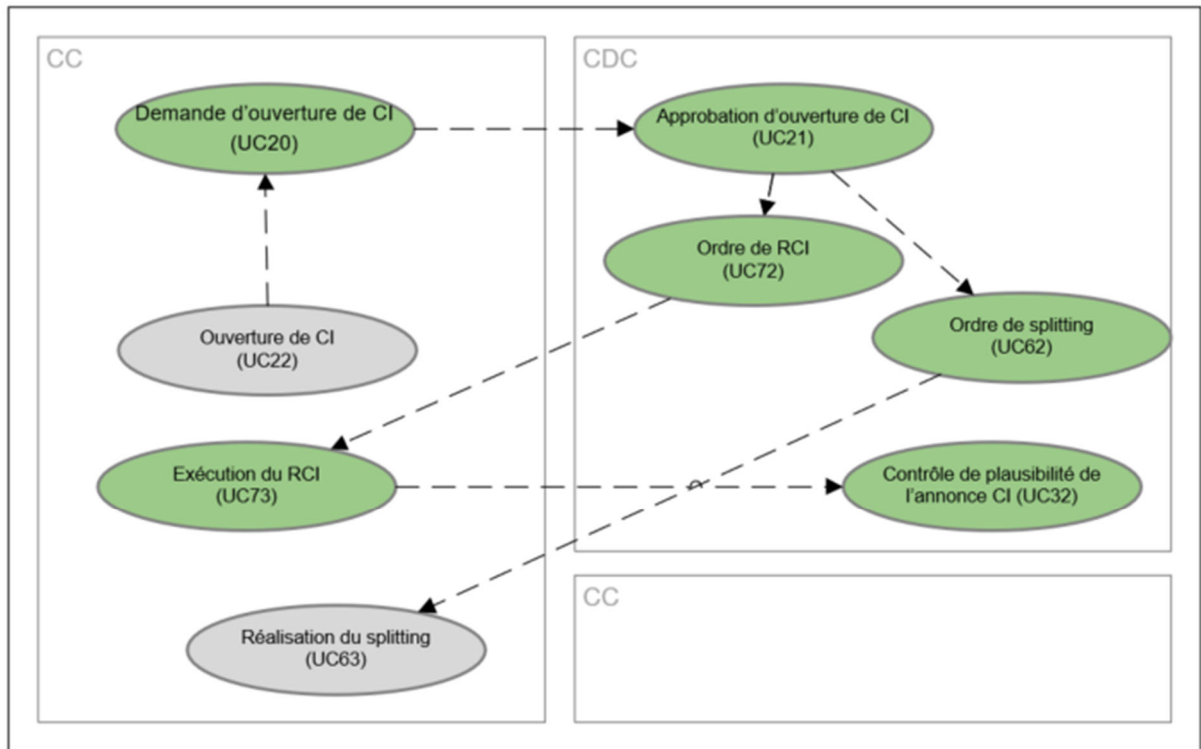 CC
Demande d'ouverture de CI
(UC20)
Ouverture de CI
(UC22)
Exécution du RCI
(UC73)
Réalisation du splitting
(UC63)
CDC
Approbation d'ouverture de CI
(UC21)
Ordre de RCI
(UC72)
Ordre de splitting
(UC62)
Contrôle de plausibilité de
l'annonce CI (UC32)
CC